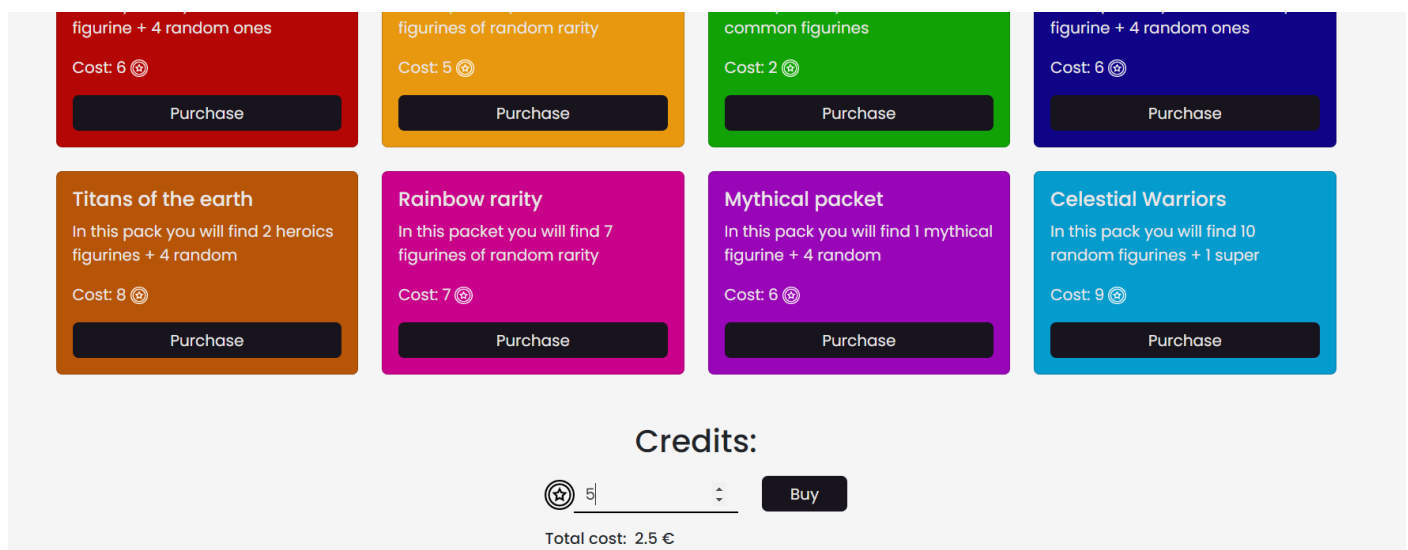 figurine + 4 random ones
Cost: 6
Purchase
figurines of random rarity
Cost: 5
Purchase
common figurines
Cost: 2
Purchase
figurine + 4 random ones
Cost: 6
Purchase
Titans of the earth
In this pack you will find 2 heroics
figurines + 4 random
Cost: 8
Purchase
Rainbow rarity
In this packet you will find 7
figurines of random rarity
Cost: 7
Purchase
Mythical packet
In this pack you will find 1 mythical
figurine + 4 random
Cost: 6
Purchase
Celestial Warriors
In this pack you will find 10
random figurines + 1 super
Cost: 9
Purchase
Credits:
5
Buy
Total cost: 2.5 €